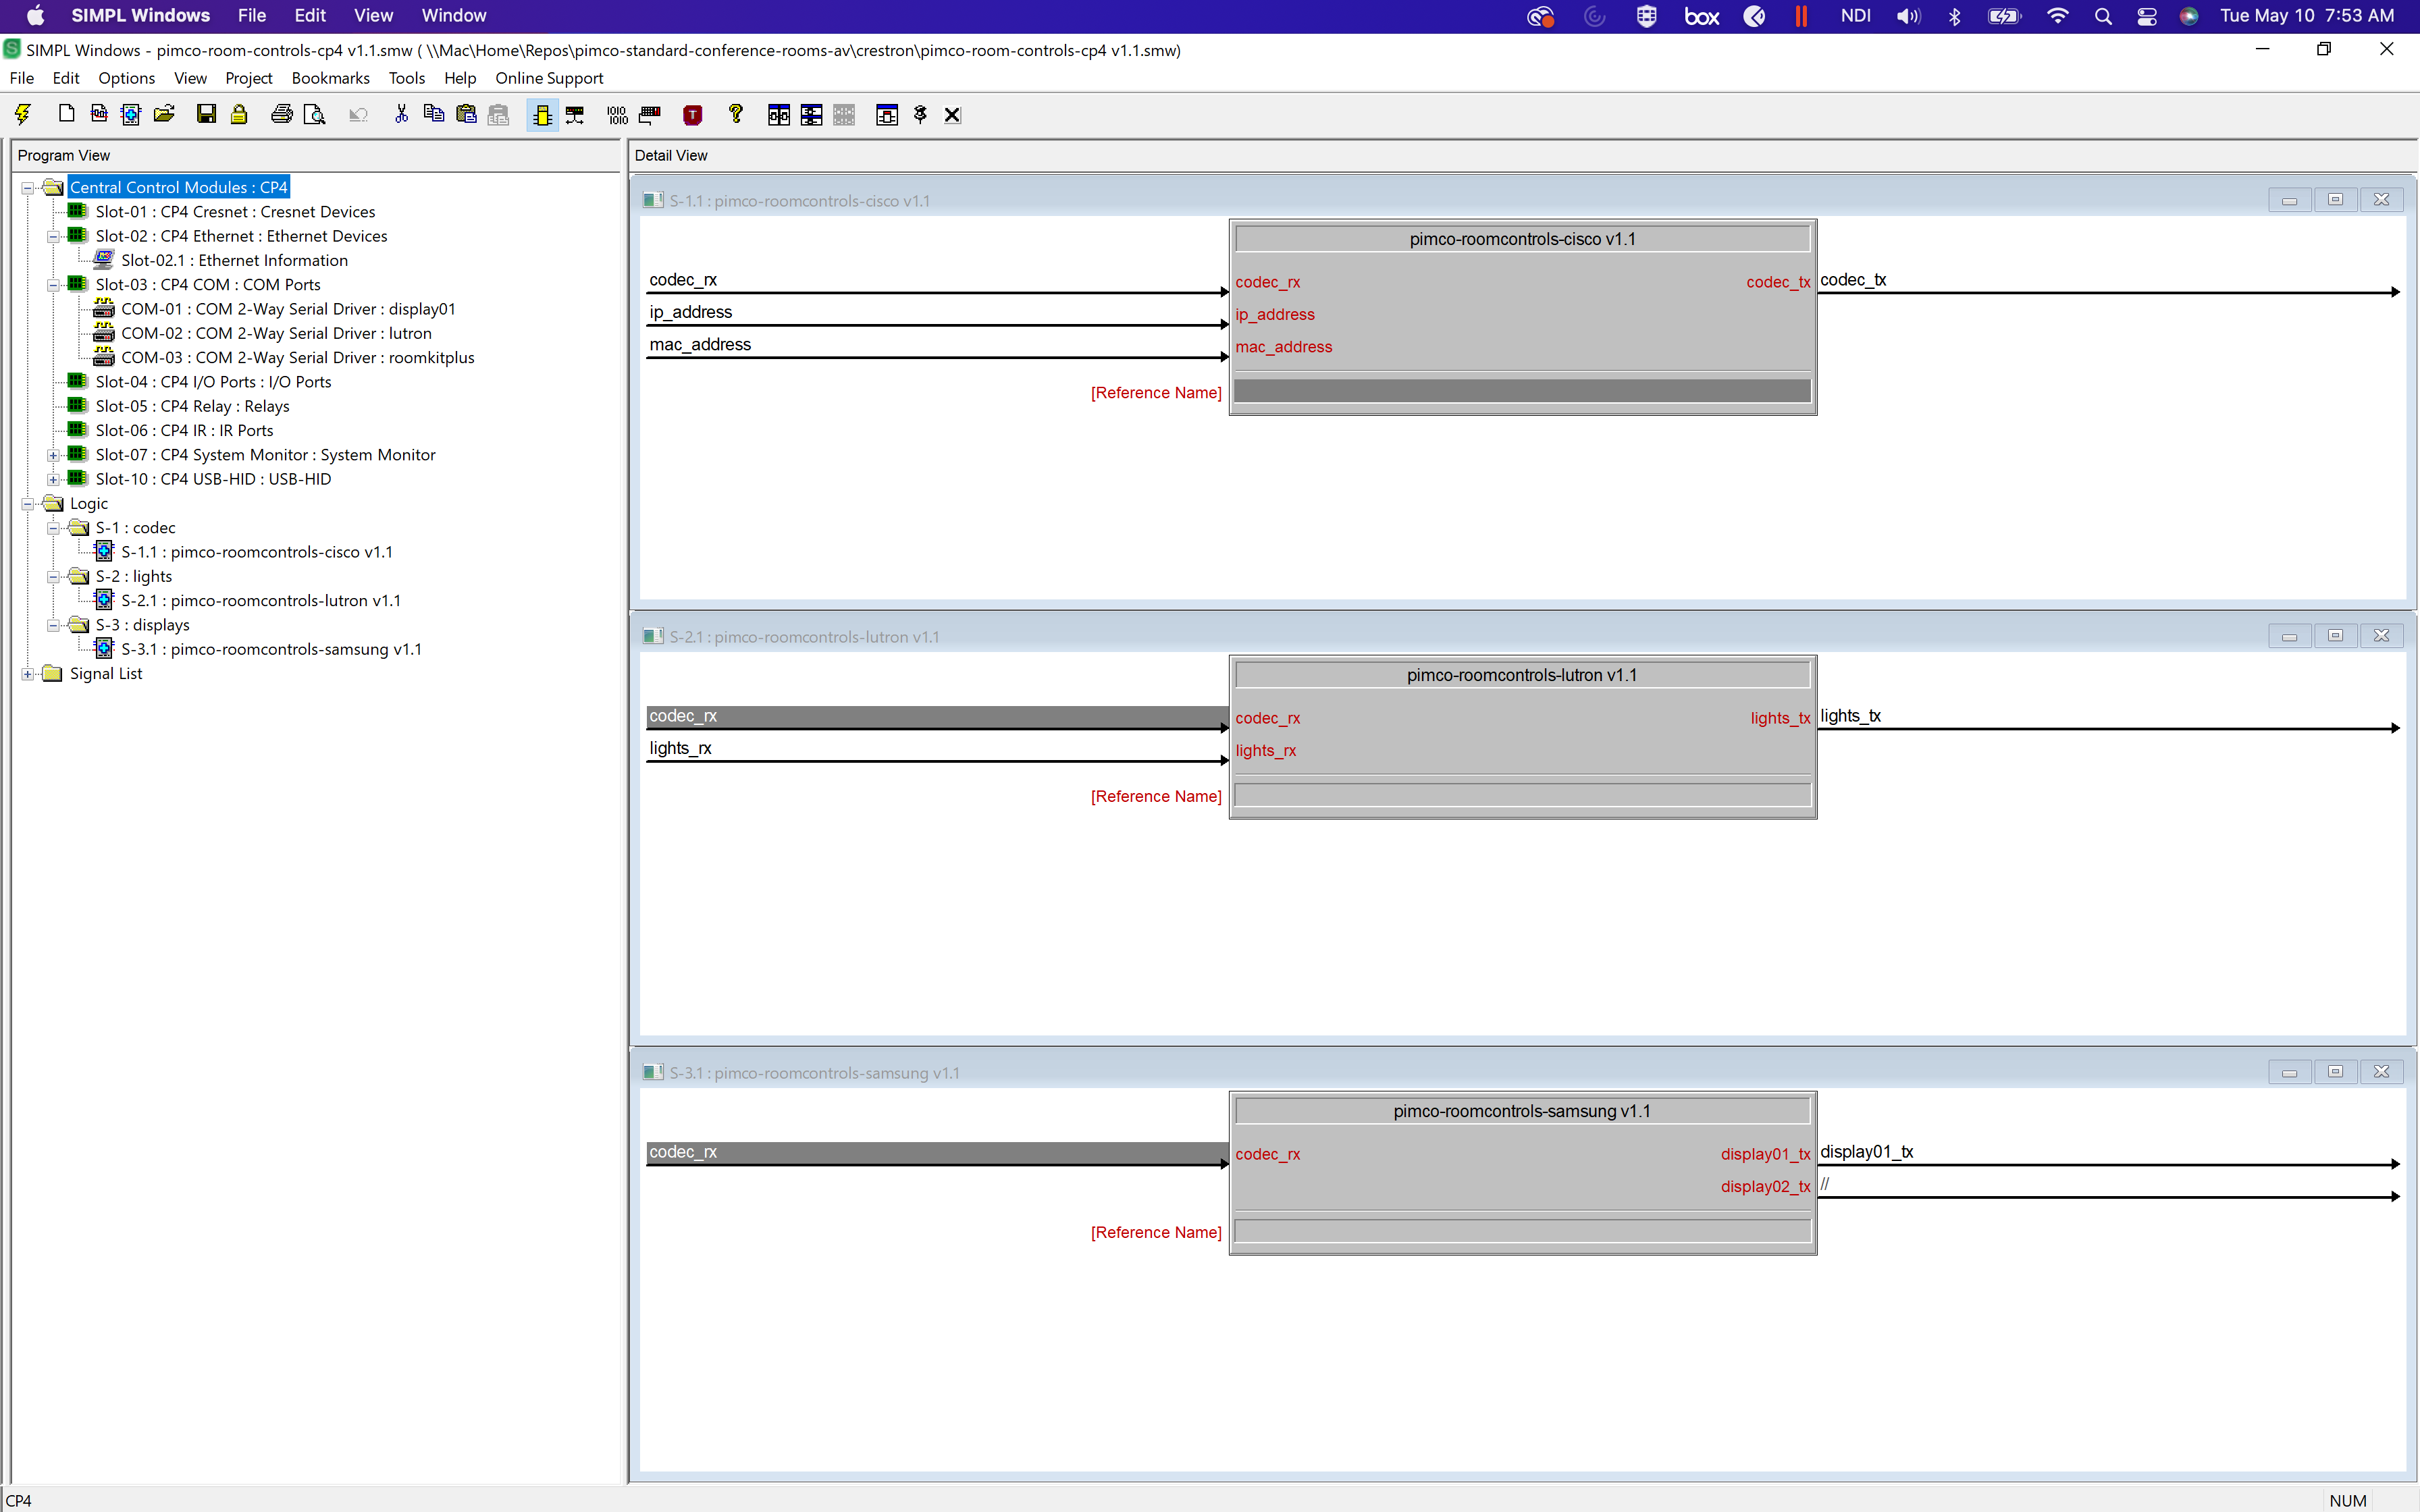 SIMPL Windows File Edit View Window box NDI Tue May 10 7:53 AM
SIMPL Windows - pimco-room-controls-cp4 v1.1.smw ( \\Mac\Home\Repos\pimco-standard-conference-rooms-av\crestron\pimco-room-controls-cp4 v1.1.smw)
File Edit Options View Project Bookmarks Tools Help Online Support
Program View
Central Control Modules : CP4
Slot-01 : CP4 Cresnet : Cresnet Devices
Slot-02 : CP4 Ethernet : Ethernet Devices
Slot-02.1 : Ethernet Information
Slot-03 : CP4 COM : COM Ports
COM-01 : COM 2-Way Serial Driver : display01
COM-02 : COM 2-Way Serial Driver : lutron
COM-03 : COM 2-Way Serial Driver : roomkitplus
Slot-04 : CP4 I/O Ports : I/O Ports
Slot-05 : CP4 Relay : Relays
Slot-06 : CP4 IR : IR Ports
Slot-07 : CP4 System Monitor : System Monitor
Slot-10 : CP4 USB-HID : USB-HID
Logic
S-1 : codec
S-1.1 : pimco-roomcontrols-cisco v1.1
S-2 : lights
S-2.1 : pimco-roomcontrols-lutron v1.1
S-3 : displays
S-3.1 : pimco-roomcontrols-samsung v1.1
Signal List
Detail View
S-1.1 : pimco-roomcontrols-cisco v1.1
pimco-roomcontrols-cisco v1.1
codec_rx codec_rx codec_tx codec_tx
ip_address ip_address
mac_address mac_address
[Reference Name]
S-2.1 : pimco-roomcontrols-lutron v1.1
pimco-roomcontrols-lutron v1.1
codec_rx codec_rx lights_tx lights_tx
lights_rx lights_rx
[Reference Name]
S-3.1 : pimco-roomcontrols-samsung v1.1
pimco-roomcontrols-samsung v1.1
codec_rx codec_rx display01_tx display01_tx
display02_tx //
[Reference Name]
CP4 NUM